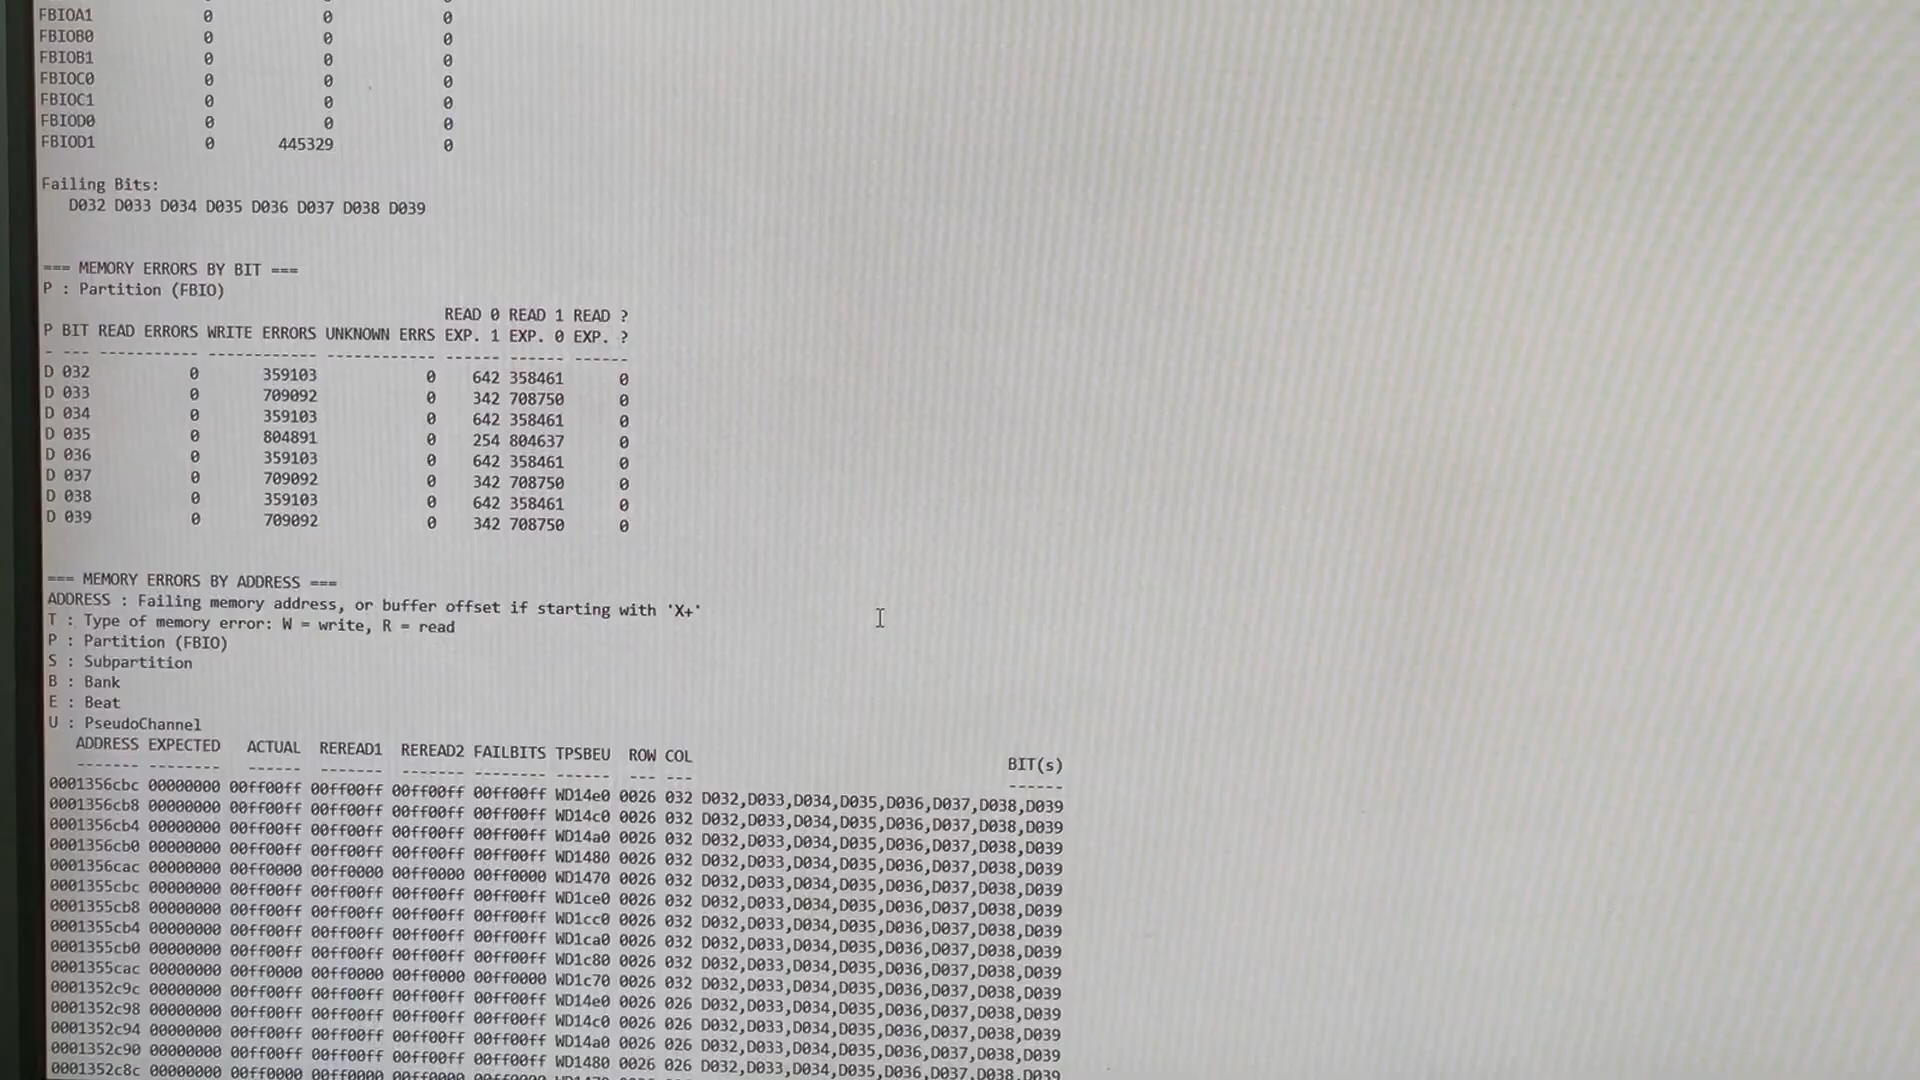 FBIOA1 0 0 0
FBIOB0 0 0 0
FBIOB1 0 0 0
FBIOC0 0 0 0
FBIOC1 0 0 0
FBIOD0 0 0 0
FBIOD1 0 445329 0
Failing Bits:
D032 D033 D034 D035 D036 D037 D038 D039
=== MEMORY ERRORS BY BIT ===
P : Partition (FBIO)
READ 0 READ 1 READ ?
P BIT READ ERRORS WRITE ERRORS UNKNOWN ERRS EXP. 1 EXP. 0 EXP. ?
- --- ----------- ------------ ------------ ------ ------ ------
D 032 0 359103 0 642 358461 0
D 033 0 709092 0 342 708750 0
D 034 0 359103 0 642 358461 0
D 035 0 804891 0 254 804637 0
D 036 0 359103 0 642 358461 0
D 037 0 709092 0 342 708750 0
D 038 0 359103 0 642 358461 0
D 039 0 709092 0 342 708750 0
=== MEMORY ERRORS BY ADDRESS ===
ADDRESS : Failing memory address, or buffer offset if starting with 'X+'
T : Type of memory error: W = write, R = read
P : Partition (FBIO)
S : Subpartition
B : Bank
E : Beat
U : PseudoChannel
ADDRESS EXPECTED ACTUAL REREAD1 REREAD2 FAILBITS TPSBEU ROW COL BIT(s)
------- -------- ------ ------- ------- -------- ------ --- --- ------
0001356cbc 00000000 00ff00ff 00ff00ff 00ff00ff 00ff00ff WD14e0 0026 032 D032,D033,D034,D035,D036,D037,D038,D039
0001356cb8 00000000 00ff00ff 00ff00ff 00ff00ff 00ff00ff WD14c0 0026 032 D032,D033,D034,D035,D036,D037,D038,D039
0001356cb4 00000000 00ff00ff 00ff00ff 00ff00ff 00ff00ff WD14a0 0026 032 D032,D033,D034,D035,D036,D037,D038,D039
0001356cb0 00000000 00ff00ff 00ff00ff 00ff00ff 00ff00ff WD1480 0026 032 D032,D033,D034,D035,D036,D037,D038,D039
0001356cac 00000000 00ff0000 00ff0000 00ff0000 00ff0000 WD1470 0026 032 D032,D033,D034,D035,D036,D037,D038,D039
0001355cbc 00000000 00ff00ff 00ff00ff 00ff00ff 00ff00ff WD1ce0 0026 032 D032,D033,D034,D035,D036,D037,D038,D039
0001355cb8 00000000 00ff00ff 00ff00ff 00ff00ff 00ff00ff WD1cc0 0026 032 D032,D033,D034,D035,D036,D037,D038,D039
0001355cb4 00000000 00ff00ff 00ff00ff 00ff00ff 00ff00ff WD1ca0 0026 032 D032,D033,D034,D035,D036,D037,D038,D039
0001355cb0 00000000 00ff00ff 00ff00ff 00ff00ff 00ff00ff WD1c80 0026 032 D032,D033,D034,D035,D036,D037,D038,D039
0001355cac 00000000 00ff0000 00ff0000 00ff0000 00ff0000 WD1c70 0026 032 D032,D033,D034,D035,D036,D037,D038,D039
0001352c9c 00000000 00ff00ff 00ff00ff 00ff00ff 00ff00ff WD14e0 0026 026 D032,D033,D034,D035,D036,D037,D038,D039
0001352c98 00000000 00ff00ff 00ff00ff 00ff00ff 00ff00ff WD14c0 0026 026 D032,D033,D034,D035,D036,D037,D038,D039
0001352c94 00000000 00ff00ff 00ff00ff 00ff00ff 00ff00ff WD14a0 0026 026 D032,D033,D034,D035,D036,D037,D038,D039
0001352c90 00000000 00ff00ff 00ff00ff 00ff00ff 00ff00ff WD1480 0026 026 D032,D033,D034,D035,D036,D037,D038,D039
0001352c8c 00000000 00ff0000 00ff0000 00ff0000 00ff0000